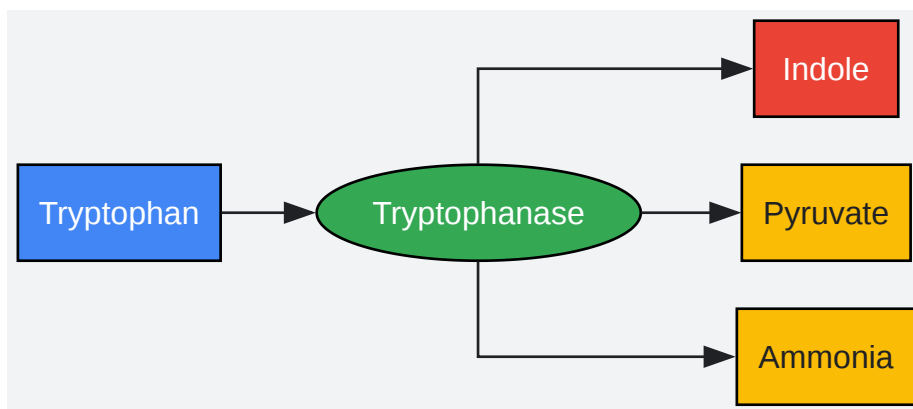 Indole
Tryptophan
Tryptophanase
Pyruvate
Ammonia